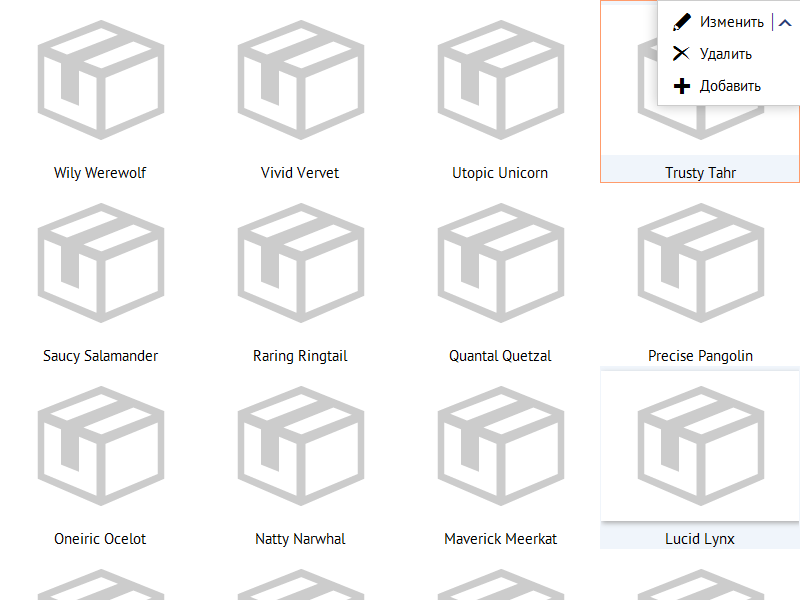 Изменить
Удалить
Добавить
Wily Werewolf
Vivid Vervet
Utopic Unicorn
Trusty Tahr
Saucy Salamander
Raring Ringtail
Quantal Quetzal
Precise Pangolin
Oneiric Ocelot
Natty Narwhal
Maverick Meerkat
Lucid Lynx